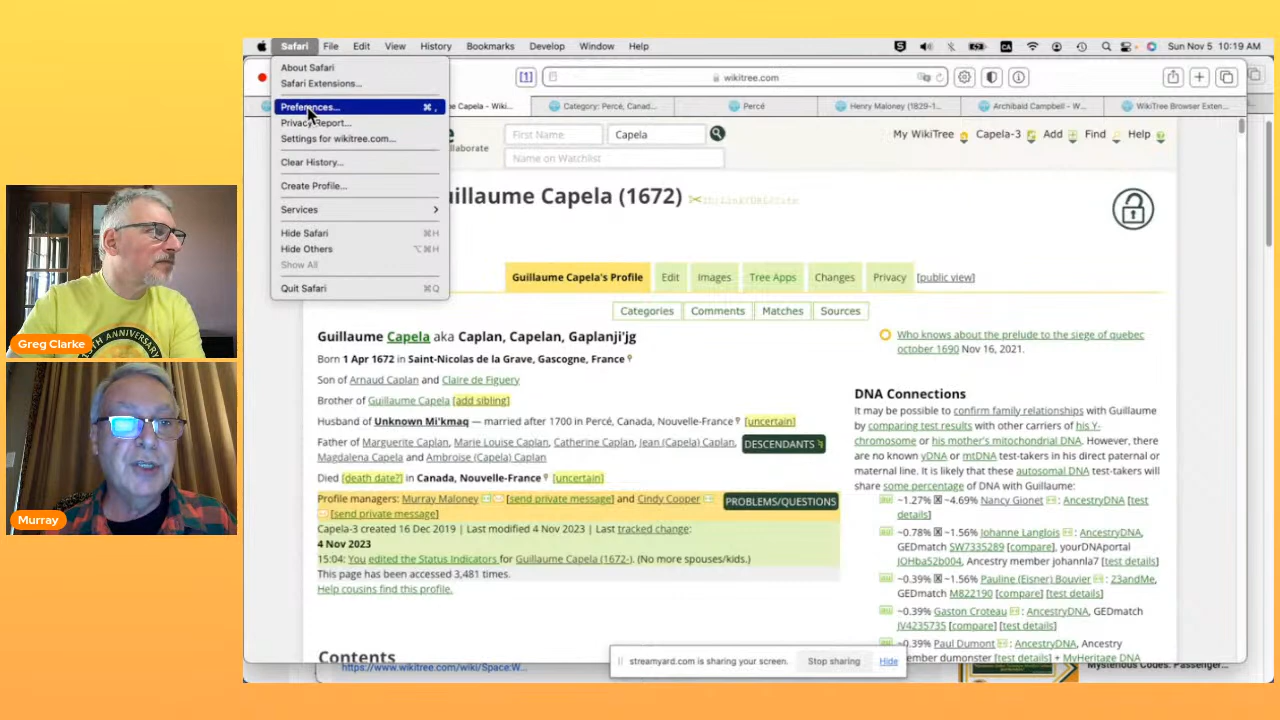 Safari File Edit View History Bookmarks Develop Window Help
CA Sun Nov 5 10:19 AM
About Safari
Safari Extensions...
Preferences... ⌘ ,
Privacy Report...
Settings for wikitree.com...
Clear History...
Create Profile...
Services
Hide Safari ⌘H
Hide Others ⌥⌘H
Show All
Quit Safari ⌘Q
[1] wikitree.com
e Capela - Wiki... Category: Percé, Canad... Percé Henry Maloney (1829-1... Archibald Campbell - W... WikiTree Browser Exten...
First Name Capela
Name on Watchlist
llaborate
My WikiTree Capela-3 Add Find Help
uillaume Capela (1672)
Guillaume Capela's Profile Edit Images Tree Apps Changes Privacy [public view]
Categories Comments Matches Sources
Guillaume Capela aka Caplan, Capelan, Gaplanji'jg
Born 1 Apr 1672 in Saint-Nicolas de la Grave, Gascogne, France
Son of Arnaud Caplan and Claire de Figuery
Brother of Guillaume Capela [add sibling]
Husband of Unknown Mi'kmaq — married after 1700 in Percé, Canada, Nouvelle-France [uncertain]
Father of Marguerite Caplan, Marie Louise Caplan, Catherine Caplan, Jean (Capela) Caplan,
Magdalena Capela and Ambroise (Capela) Caplan
DESCENDANTS
Died [death date?] in Canada, Nouvelle-France [uncertain]
Profile managers: Murray Maloney [send private message] and Cindy Cooper
[send private message]
PROBLEMS/QUESTIONS
Capela-3 created 16 Dec 2019 | Last modified 4 Nov 2023 | Last tracked change:
4 Nov 2023
15:04: You edited the Status Indicators for Guillaume Capela (1672-). (No more spouses/kids.)
This page has been accessed 3,481 times.
Help cousins find this profile.
Contents
https://www.wikitree.com/wiki/Space:W...
Who knows about the prelude to the siege of quebec
october 1690 Nov 16, 2021.
DNA Connections
It may be possible to confirm family relationships with Guillaume
by comparing test results with other carriers of his Y-
chromosome or his mother's mitochondrial DNA. However, there
are no known yDNA or mtDNA test-takers in his direct paternal or
maternal line. It is likely that these autosomal DNA test-takers will
share some percentage of DNA with Guillaume:
~1.27% ~4.69% Nancy Gionet : AncestryDNA [test
details]
~0.78% ~1.56% Johanne Langlois : AncestryDNA,
GEDmatch SW7335289 [compare], yourDNAportal
JOHba52b004, Ancestry member johannla7 [test details]
~0.39% ~1.56% Pauline (Eisner) Bouvier : 23andMe,
GEDmatch M822190 [compare] [test details]
~0.39% Gaston Croteau : AncestryDNA, GEDmatch
JV4235735 [compare] [test details]
~0.39% Paul Dumont : AncestryDNA, Ancestry
member dumonster [test details] + MyHeritage DNA
streamyard.com is sharing your screen. Stop sharing Hide
Mysterious Codes: Passenger...
TH ANNIVERSARY
Greg Clarke
Murray